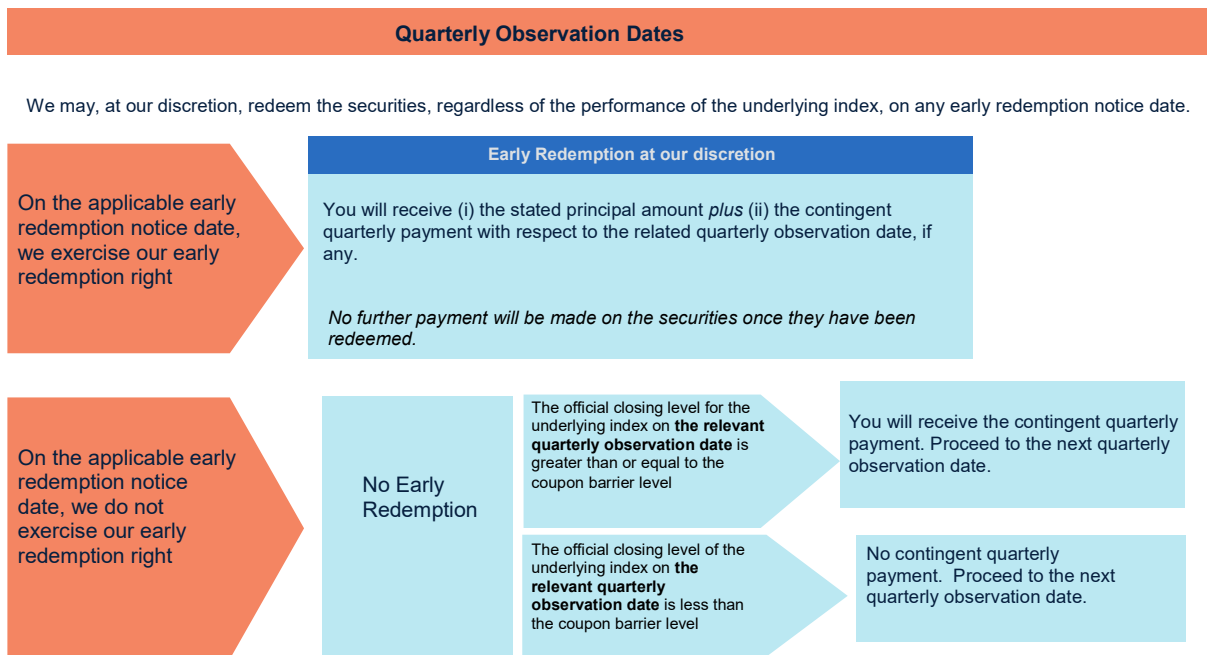 Quarterly Observation Dates
We may, at our discretion, redeem the securities, regardless of the performance of the underlying index, on any early redemption notice date.
On the applicable early
redemption notice date,
we exercise our early
redemption right
Early Redemption at our discretion
You will receive (i) the stated principal amount plus (ii) the contingent
quarterly payment with respect to the related quarterly observation date, if
any.
No further payment will be made on the securities once they have been
redeemed.
On the applicable early
redemption notice
date, we do not
exercise our early
redemption right
No Early
Redemption
The official closing level for the
underlying index on the relevant
quarterly observation date is
greater than or equal to the
coupon barrier level
You will receive the contingent quarterly
payment. Proceed to the next quarterly
observation date.
The official closing level of the
underlying index on the
relevant quarterly
observation date is less than
the coupon barrier level
No contingent quarterly
payment.  Proceed to the next
quarterly observation date.